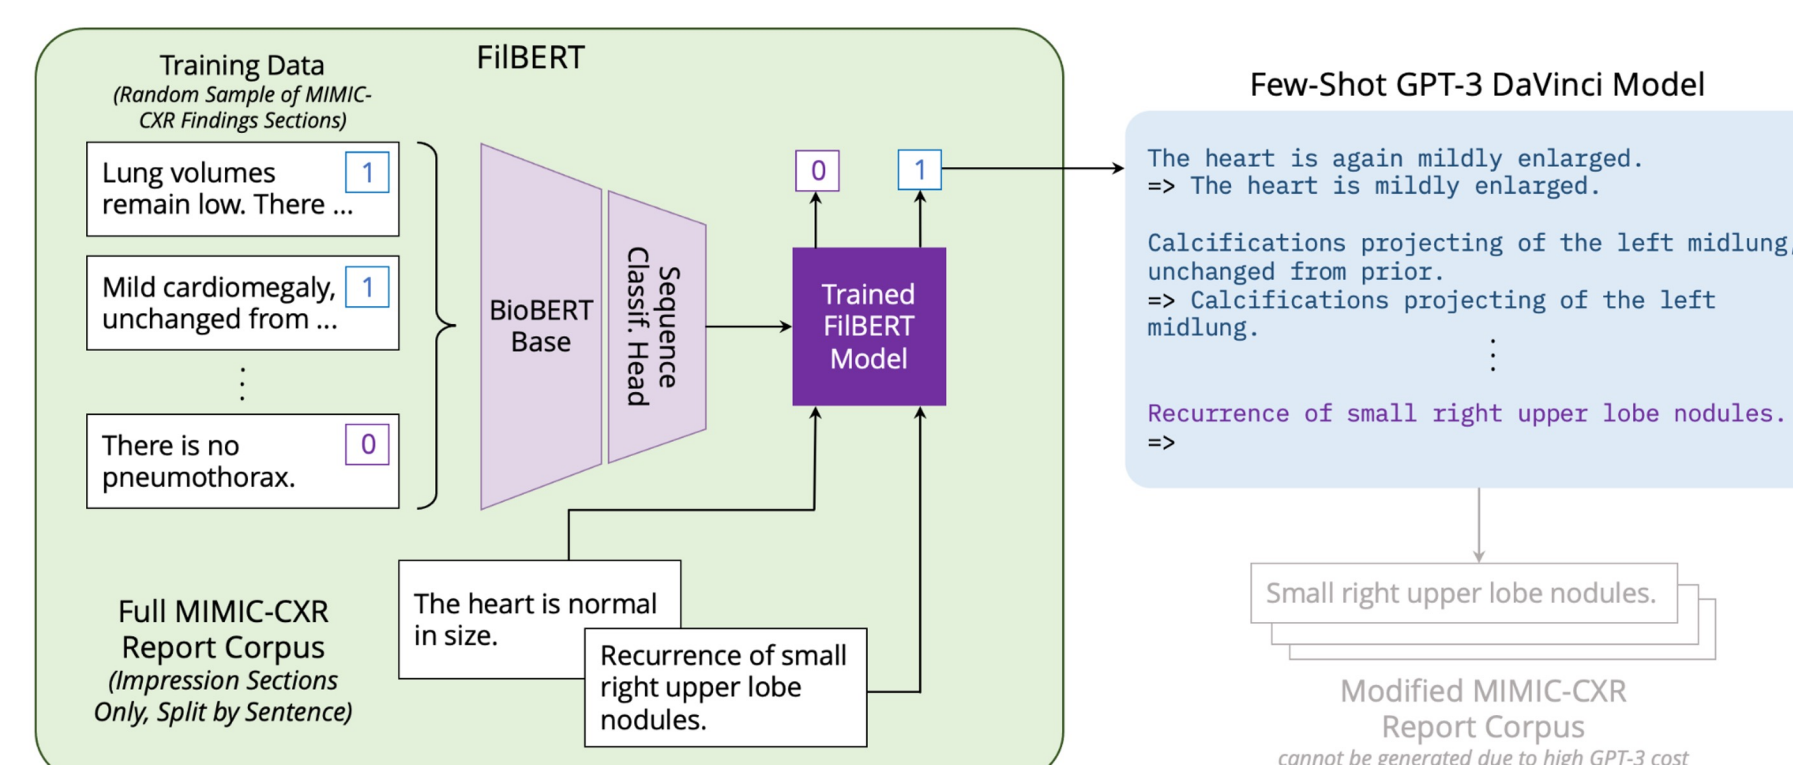 FilBERT
Training Data
(Random Sample of MIMIC-
CXR Findings Sections)
Lung volumes
remain low. There ...
1
Mild cardiomegaly,
unchanged from ...
1
There is no
pneumothorax.
0
BioBERT
Base
Sequence
Classif. Head
0
1
Trained
FilBERT
Model
Full MIMIC-CXR
Report Corpus
(Impression Sections
Only, Split by Sentence)
The heart is normal
in size.
Recurrence of small
right upper lobe
nodules.
Few-Shot GPT-3 DaVinci Model
The heart is again mildly enlarged.
=> The heart is mildly enlarged.
Calcifications projecting of the left midlung,
unchanged from prior.
=> Calcifications projecting of the left
midlung.
Recurrence of small right upper lobe nodules.
=>
Small right upper lobe nodules.
Modified MIMIC-CXR
Report Corpus
cannot be generated due to high GPT-3 cost